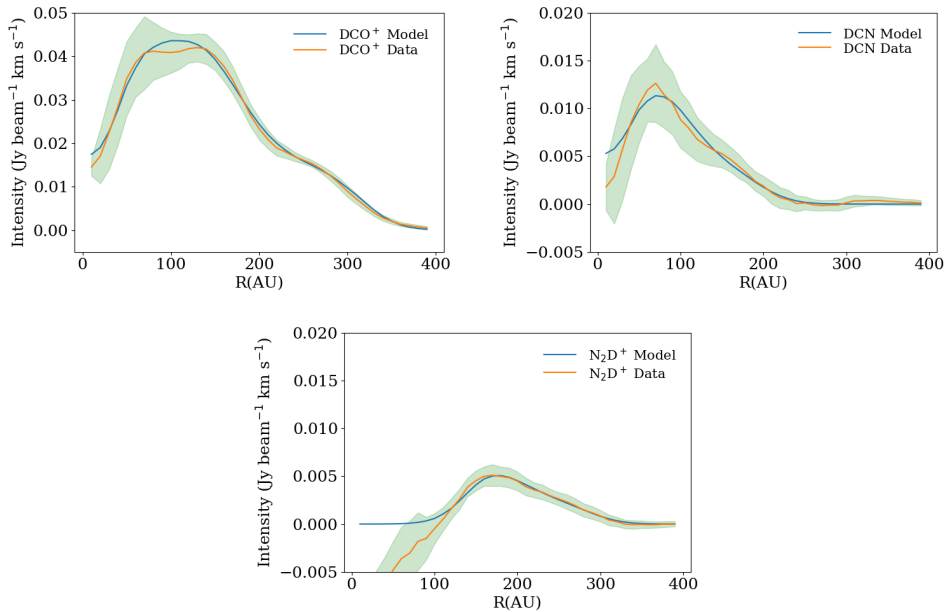 0.05
0.04
0.03
0.02
0.01
0.00
Intensity (Jy beam⁻¹ km s⁻¹)
DCO⁺ Model
DCO⁺ Data
0 100 200 300 400
R(AU)
0.020
0.015
0.010
0.005
0.000
−0.005
Intensity (Jy beam⁻¹ km s⁻¹)
DCN Model
DCN Data
0 100 200 300 400
R(AU)
0.020
0.015
0.010
0.005
0.000
−0.005
Intensity (Jy beam⁻¹ km s⁻¹)
N₂D⁺ Model
N₂D⁺ Data
0 100 200 300 400
R(AU)